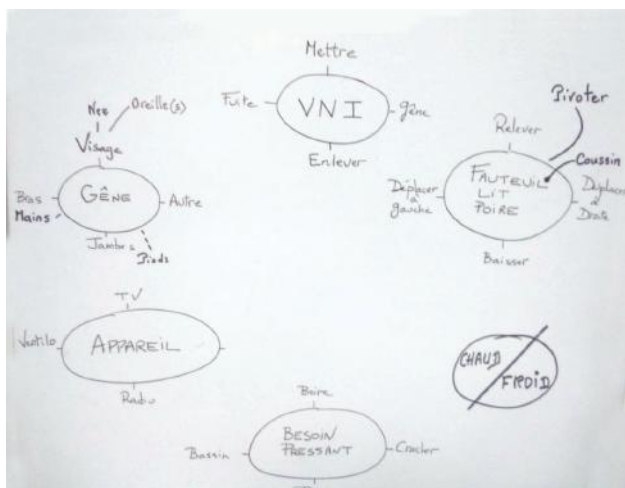 Mettre
Fuite
VNI
Gêne
Enlever
Nez
Oreille(s)
Visage
Bras
Mains
GÊNE
Autre
Jambes
Pieds
Pivoter
Relever
Coussin
Déplacer
à
gauche
FAUTEUIL
LIT
POIRE
Déplacer
à
Droite
Baisser
TV
Ventilo
APPAREIL
Radio
CHAUD
FROID
Boire
Bassin
BESOIN
PRESSANT
Cracher